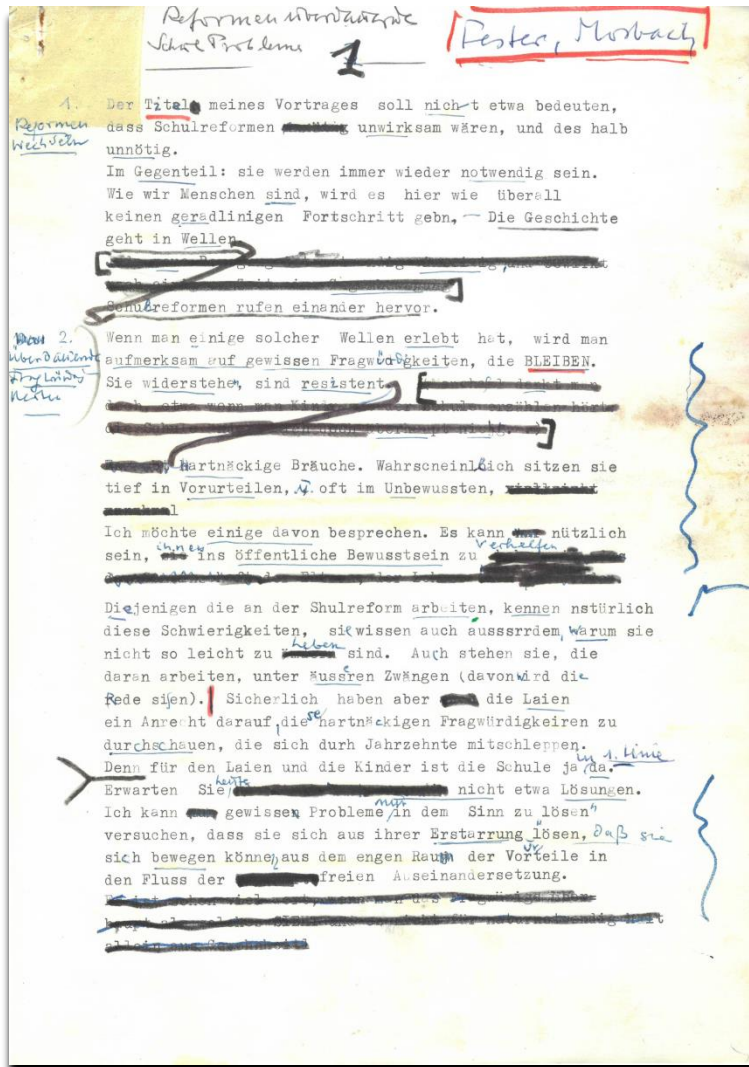 Reformen überdauernde
Schul Probleme
1
Fester, Mosbach
1. Der Titel meines Vortrages soll nicht etwa bedeuten,
Reformen dass Schulreformen unwirksam wären, und des halb
wechseln unnötig.
Im Gegenteil: sie werden immer wieder notwendig sein.
Wie wir Menschen sind, wird es hier wie überall
keinen geradlinigen Fortschritt gebn, — Die Geschichte
geht in Wellen
Schulreformen rufen einander hervor.
2. Wenn man einige solcher Wellen erlebt hat, wird man
überdauernde aufmerksam auf gewissen Fragwürdigkeiten, die BLEIBEN.
Sie widerstehen, sind resistent.
Hartnäckige Bräuche. Wahrscneinlich sitzen sie
tief in Vorurteilen, u. oft im Unbewussten,
Ich möchte einige davon besprechen. Es kann nützlich
sein, ihnen ins öffentliche Bewusstsein zu verhelfen
Diejenigen die an der Shulreform arbeiten, kennen nstürlich
diese Schwierigkeiten, sie wissen auch ausssrrdem, warum sie
nicht so leicht zu heben sind. Auch stehen sie, die
daran arbeiten, unter äusseren Zwängen (davon wird die
Rede sien). Sicherlich haben aber die Laien
ein Anrecht darauf, diese hartnäckigen Fragwürdigkeiren zu
durchschauen, die sich durh Jahrzehnte mitschleppen.
Denn für den Laien und die Kinder ist die Schule ja in 1. Linie da.
Erwarten Sie heute nicht etwa Lösungen.
Ich kann gewissen Probleme nur in dem Sinn zu lösen"
versuchen, dass sie sich aus ihrer Erstarrung lösen, daß sie
sich bewegen können aus dem engen Raum der Vorurteile in
den Fluss der freien Auseinandersetzung.